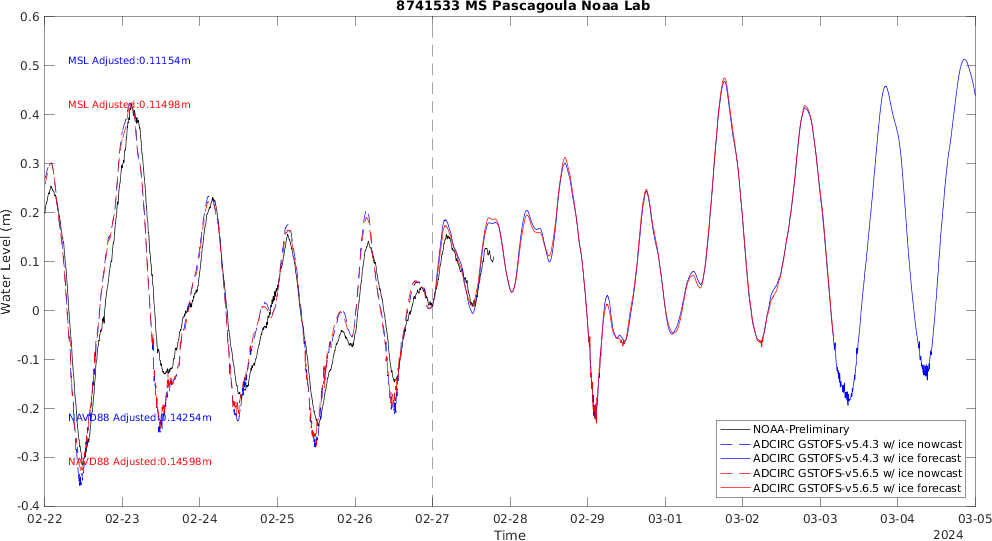 8741533 MS Pascagoula Noaa Lab
0.6
0.5
0.4
0.3
0.2
0.1
0
-0.1
-0.2
-0.3
-0.4
Water Level (m)
MSL Adjusted:0.11154m
MSL Adjusted:0.11498m
NAVD88 Adjusted:0.14254m
NAVD88 Adjusted:0.14598m
NOAA-Preliminary
ADCIRC GSTOFS-v5.4.3 w/ ice nowcast
ADCIRC GSTOFS-v5.4.3 w/ ice forecast
ADCIRC GSTOFS-v5.6.5 w/ ice nowcast
ADCIRC GSTOFS-v5.6.5 w/ ice forecast
02-22 02-23 02-24 02-25 02-26 02-27 02-28 02-29 03-01 03-02 03-03 03-04 03-05
Time
2024